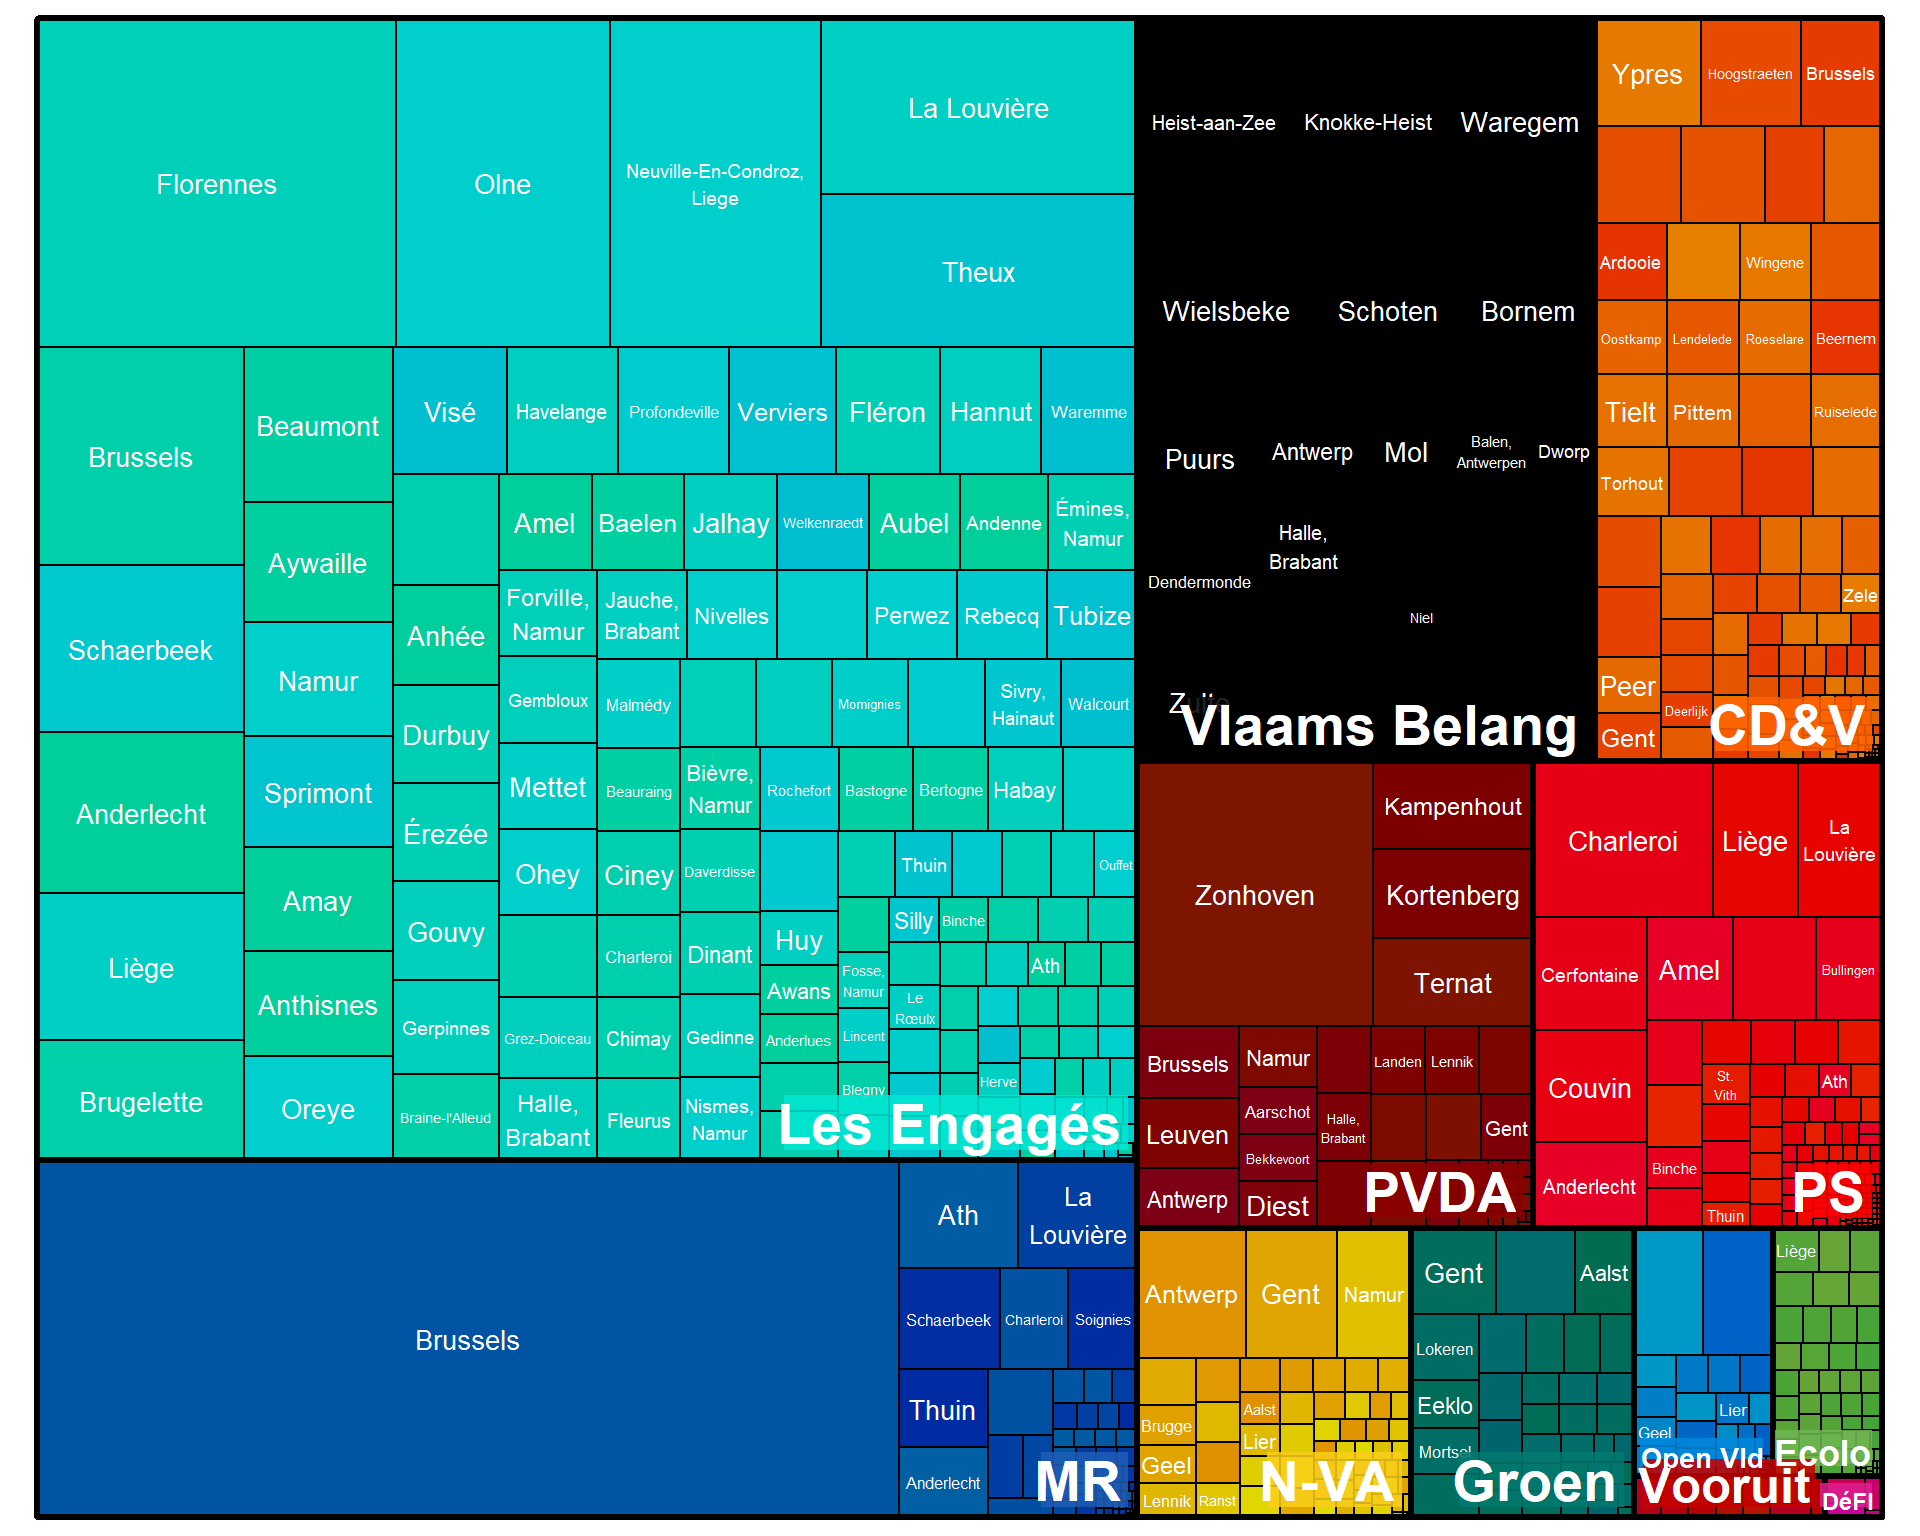 Florennes
Olne
Neuville-En-Condroz,
Liege
La Louvière
Theux
Brussels
Beaumont
Visé
Havelange
Profondeville
Verviers
Fléron
Hannut
Waremme
Aywaille
Amel
Baelen
Jalhay
Welkenraedt
Aubel
Andenne
Émines,
Namur
Schaerbeek
Namur
Anhée
Forville,
Namur
Jauche,
Brabant
Nivelles
Perwez
Rebecq
Tubize
Durbuy
Gembloux
Malmédy
Momignies
Sivry,
Hainaut
Walcourt
Anderlecht
Sprimont
Érezée
Mettet
Beauraing
Bièvre,
Namur
Rochefort
Bastogne
Bertogne
Habay
Amay
Gouvy
Ohey
Ciney
Daverdisse
Thuin
Ouffet
Huy
Silly
Binche
Liège
Anthisnes
Gerpinnes
Charleroi
Dinant
Awans
Fosse,
Namur
Ath
Le
Rœulx
Grez-Doiceau
Chimay
Gedinne
Anderlues
Lincent
Herve
Brugelette
Oreye
Braine-l'Alleud
Halle,
Brabant
Fleurus
Nismes,
Namur
Blegny
Les Engagés
Heist-aan-Zee
Knokke-Heist
Waregem
Wielsbeke
Schoten
Bornem
Puurs
Antwerp
Mol
Balen,
Antwerpen
Dworp
Dendermonde
Halle,
Brabant
Niel
Zulte
Vlaams Belang
Ypres
Hoogstraeten
Brussels
Ardooie
Wingene
Oostkamp
Lendelede
Roeselare
Beernem
Tielt
Pittem
Ruiselede
Torhout
Zele
Peer
Deerlijk
Gent
CD&V
Zonhoven
Kampenhout
Kortenberg
Ternat
Brussels
Namur
Landen
Lennik
Leuven
Aarschot
Halle,
Brabant
Gent
Bekkevoort
Antwerp
Diest
PVDA
Charleroi
Liège
La
Louvière
Cerfontaine
Amel
Bullingen
Couvin
St.
Vith
Ath
Anderlecht
Binche
Thuin
PS
Brussels
Ath
La
Louvière
Schaerbeek
Charleroi
Soignies
Thuin
Anderlecht
MR
Antwerp
Gent
Namur
Brugge
Aalst
Geel
Lier
Lennik
Ranst
N-VA
Gent
Aalst
Lokeren
Eeklo
Mortsel
Groen
Lier
Geel
Open Vld
Vooruit
Liège
Ecolo
DéFI